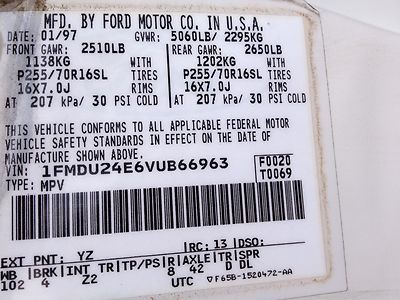 MFD. BY FORD MOTOR CO. IN U.S.A.
DATE: 01/97 GVWR: 5060LB/ 2295KG
FRONT GAWR: 2510LB REAR GAWR: 2650LB
1138KG WITH 1202KG WITH
P255/70R16SL TIRES P255/70R16SL TIRES
16X7.0J RIMS 16X7.0J RIMS
AT 207 kPa/ 30 PSI COLD AT 207 kPa/ 30 PSI COLD
THIS VEHICLE CONFORMS TO ALL APPLICABLE FEDERAL MOTOR
VEHICLE SAFETY STANDARDS IN EFFECT ON THE DATE OF
MANUFACTURE SHOWN ABOVE.
VIN: 1FMDU24E6VUB66963 F0020
TYPE: MPV T0069
EXT PNT: YZ RC: 13 DSO:
WB BRK INT TR TP/PS R AXLE TR SPR
102 4 Z2 8 42 D DL
UTC F65B-1520472-AA